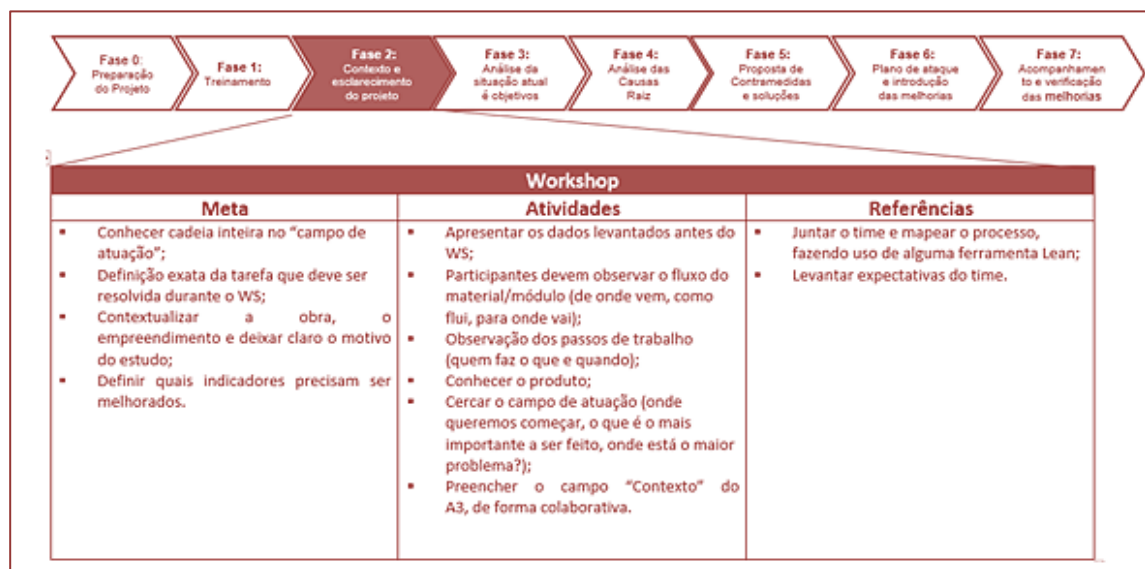 Fase 0:
Preparação
do Projeto
Fase 1:
Treinamento
Fase 2:
Contexto e
esclarecimento
do projeto
Fase 3:
Análise da
situação atual
é objetivos
Fase 4:
Análise das
Causas
Raiz
Fase 5:
Proposta de
Contramedidas
e soluções
Fase 6:
Plano de ataque
e introdução
das melhorias
Fase 7:
Acompanhamen
to e verificação
das melhorias
Workshop
Meta
Atividades
Referências
▪ Conhecer cadeia inteira no “campo de
atuação”;
▪ Definição exata da tarefa que deve ser
resolvida durante o WS;
▪ Contextualizar a obra, o
empreendimento e deixar claro o motivo
do estudo;
▪ Definir quais indicadores precisam ser
melhorados.
▪ Apresentar os dados levantados antes do
WS;
▪ Participantes devem observar o fluxo do
material/módulo (de onde vem, como
flui, para onde vai);
▪ Observação dos passos de trabalho
(quem faz o que e quando);
▪ Conhecer o produto;
▪ Cercar o campo de atuação (onde
queremos começar, o que é o mais
importante a ser feito, onde está o maior
problema?);
▪ Preencher o campo “Contexto” do
A3, de forma colaborativa.
▪ Juntar o time e mapear o processo,
fazendo uso de alguma ferramenta Lean;
▪ Levantar expectativas do time.